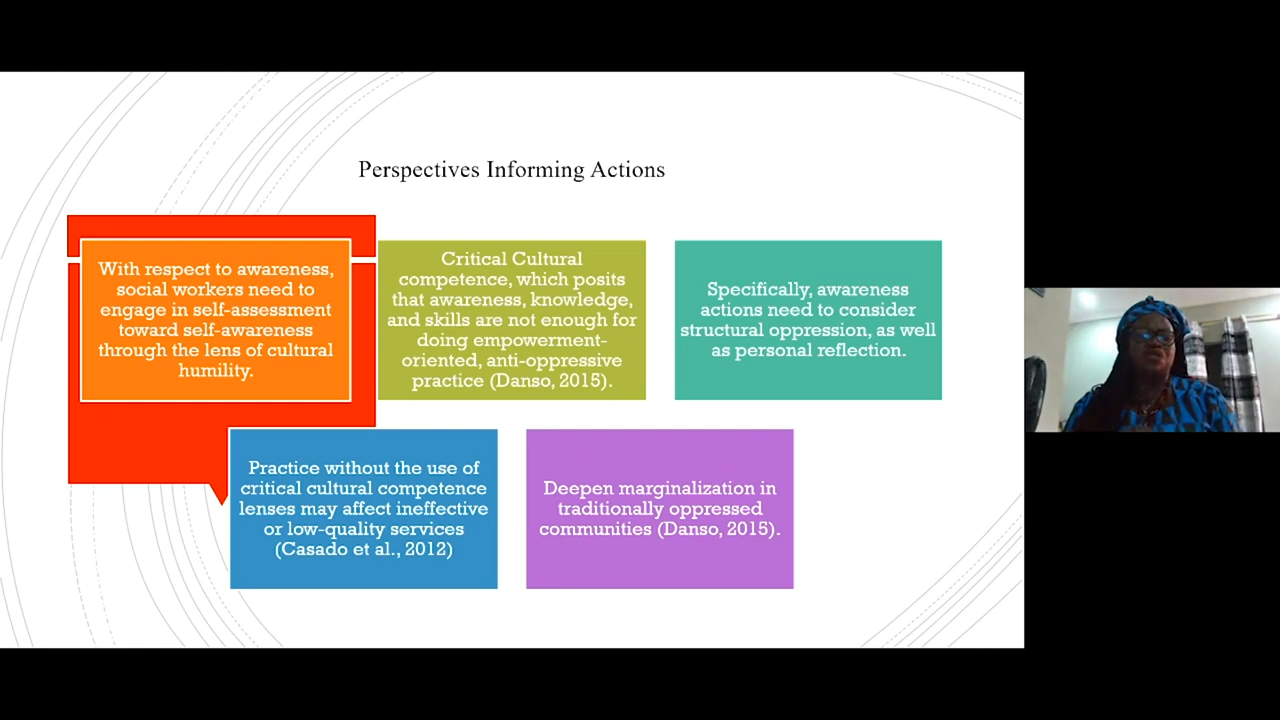 Perspectives Informing Actions
With respect to awareness,
social workers need to
engage in self-assessment
toward self-awareness
through the lens of cultural
humility.
Critical Cultural
competence, which posits
that awareness, knowledge,
and skills are not enough for
doing empowerment-
oriented, anti-oppressive
practice (Danso, 2015).
Specifically, awareness
actions need to consider
structural oppression, as well
as personal reflection.
Practice without the use of
critical cultural competence
lenses may affect ineffective
or low-quality services
(Casado et al., 2012)
Deepen marginalization in
traditionally oppressed
communities (Danso, 2015).